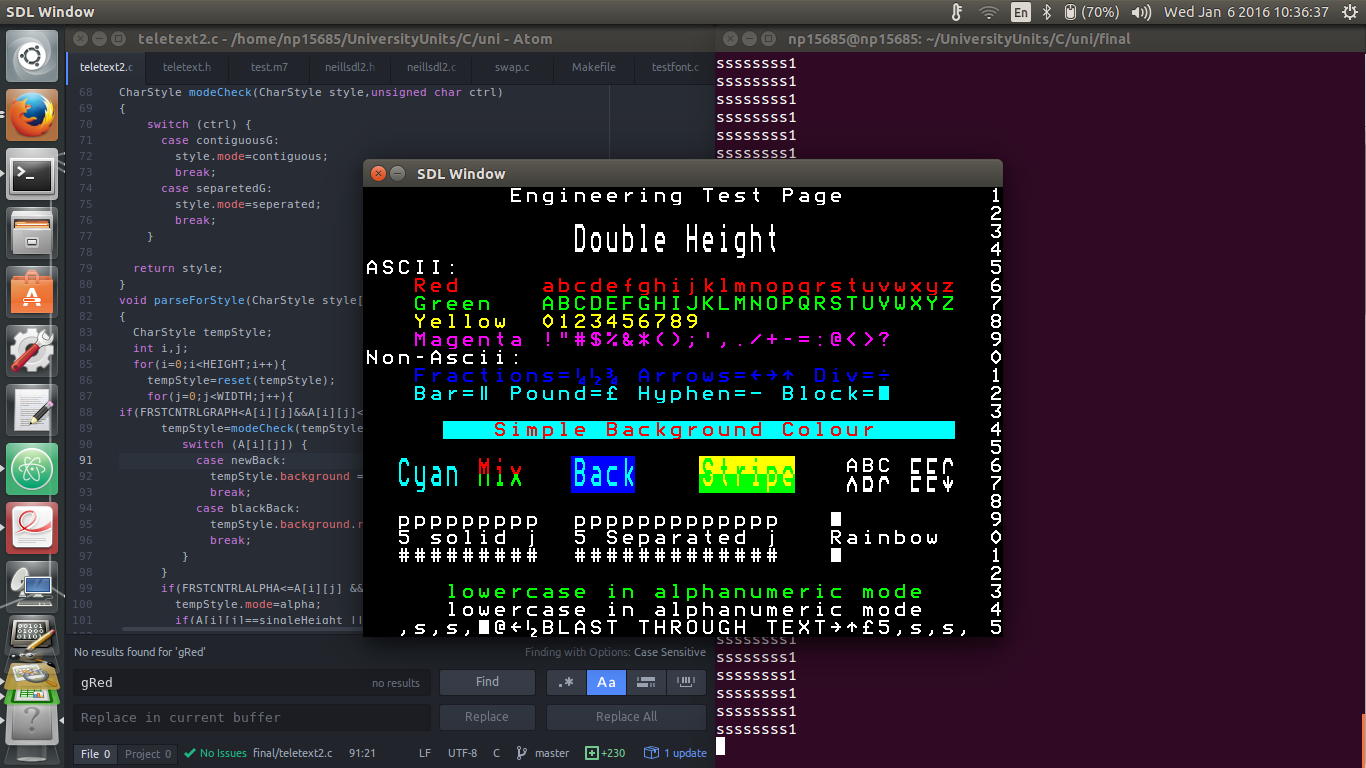 SDL Window
En (70%) Wed Jan 6 2016 10:36:37
teletext2.c - /home/np15685/UniversityUnits/C/uni - Atom
teletext2.c teletext.h test.m7 neillsdl2.h neillsdl2.c swap.c Makefile testfont.c
68 CharStyle modeCheck(CharStyle style,unsigned char ctrl)
69 {
70 switch (ctrl) {
71 case contiguousG:
72 style.mode=contiguous;
73 break;
74 case separetedG:
75 style.mode=seperated;
76 break;
77 }
78
79 return style;
80 }
81 void parseForStyle(CharStyle style[
82 {
83 CharStyle tempStyle;
84 int i,j;
85 for(i=0;i<HEIGHT;i++){
86 tempStyle=reset(tempStyle);
87 for(j=0;j<WIDTH;j++){
88 if(FRSTCNTRLGRAPH<A[i][j]&&A[i][j]<
89 tempStyle=modeCheck(tempStyle
90 switch (A[i][j]) {
91 case newBack:
92 tempStyle.background =
93 break;
94 case blackBack:
95 tempStyle.background.r
96 break;
97 }
98 }
99 if(FRSTCNTRLALPHA<=A[i][j] &&
100 tempStyle.mode=alpha;
101 if(A[i][j]==singleHeight ||
No results found for 'gRed'
Finding with Options: Case Sensitive
gRed no results Find .* Aa
Replace in current buffer Replace Replace All
File 0 Project 0 No Issues final/teletext2.c 91:21 LF UTF-8 C master +230 1 update
np15685@np15685: ~/UniversityUnits/C/uni/final
ssssssss1
ssssssss1
ssssssss1
ssssssss1
ssssssss1
ssssssss1
SDL Window
Engineering Test Page 1
2
Double Height 3
4
ASCII: 5
Red abcdefghijklmnopqrstuvwxyz 6
Green ABCDEFGHIJKLMNOPQRSTUVWXYZ 7
Yellow 0123456789 8
Magenta !"#$%&*();',./+-=:@<>? 9
Non-Ascii: 0
Fractions=¼½¾ Arrows=←→↑ Div=÷ 1
Bar=‖ Pound=£ Hyphen=- Block=█ 2
3
Simple Background Colour 4
5
Cyan Mix Back Stripe ABC 6
7
8
ppppppppp ppppppppppppp 9
5 solid j 5 Separated j Rainbow 0
######### ############# 1
2
lowercase in alphanumeric mode 3
lowercase in alphanumeric mode 4
,s,s,█@←½BLAST THROUGH TEXT→↑£5,s,s, 5
ssssssss1
ssssssss1
ssssssss1
ssssssss1
ssssssss1
ssssssss1